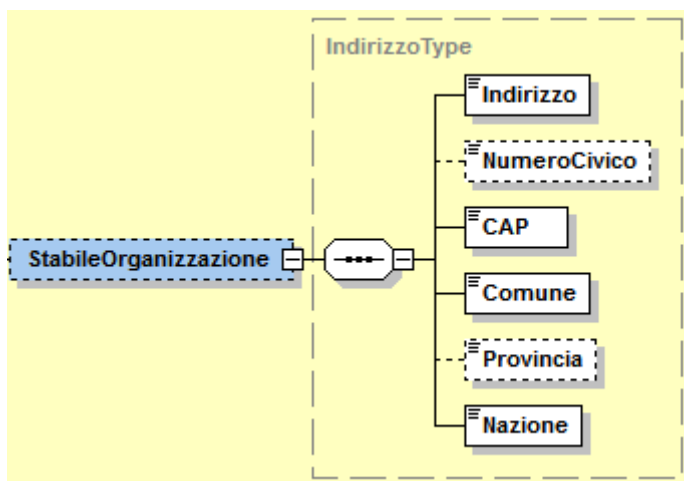 IndirizzoType
Indirizzo
NumeroCivico
CAP
StabileOrganizzazione
Comune
Provincia
Nazione